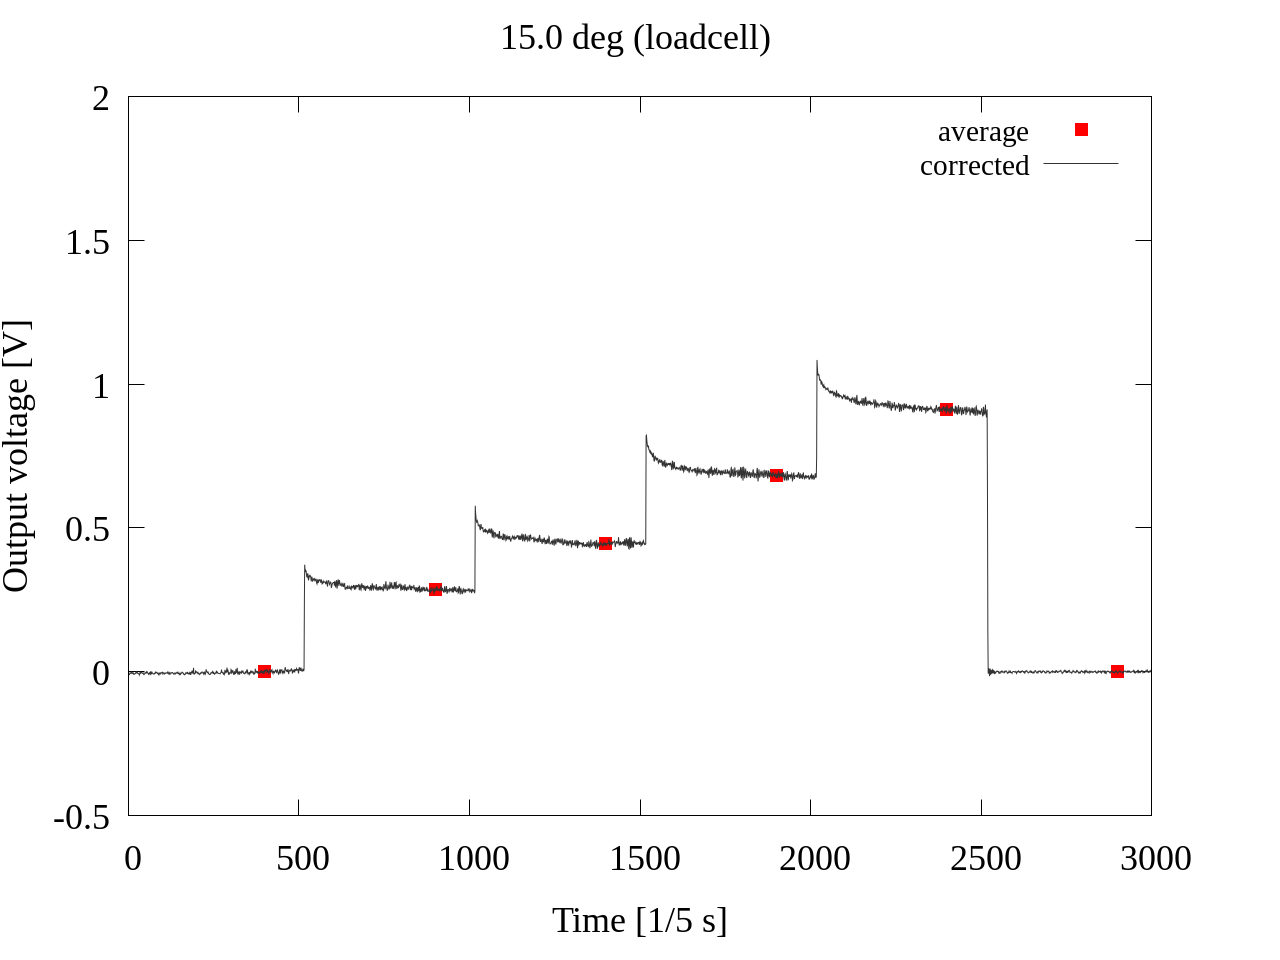 15.0 deg (loadcell)
average
corrected
2
1.5
1
0.5
0
-0.5
Output voltage [V]
0 500 1000 1500 2000 2500 3000
Time [1/5 s]